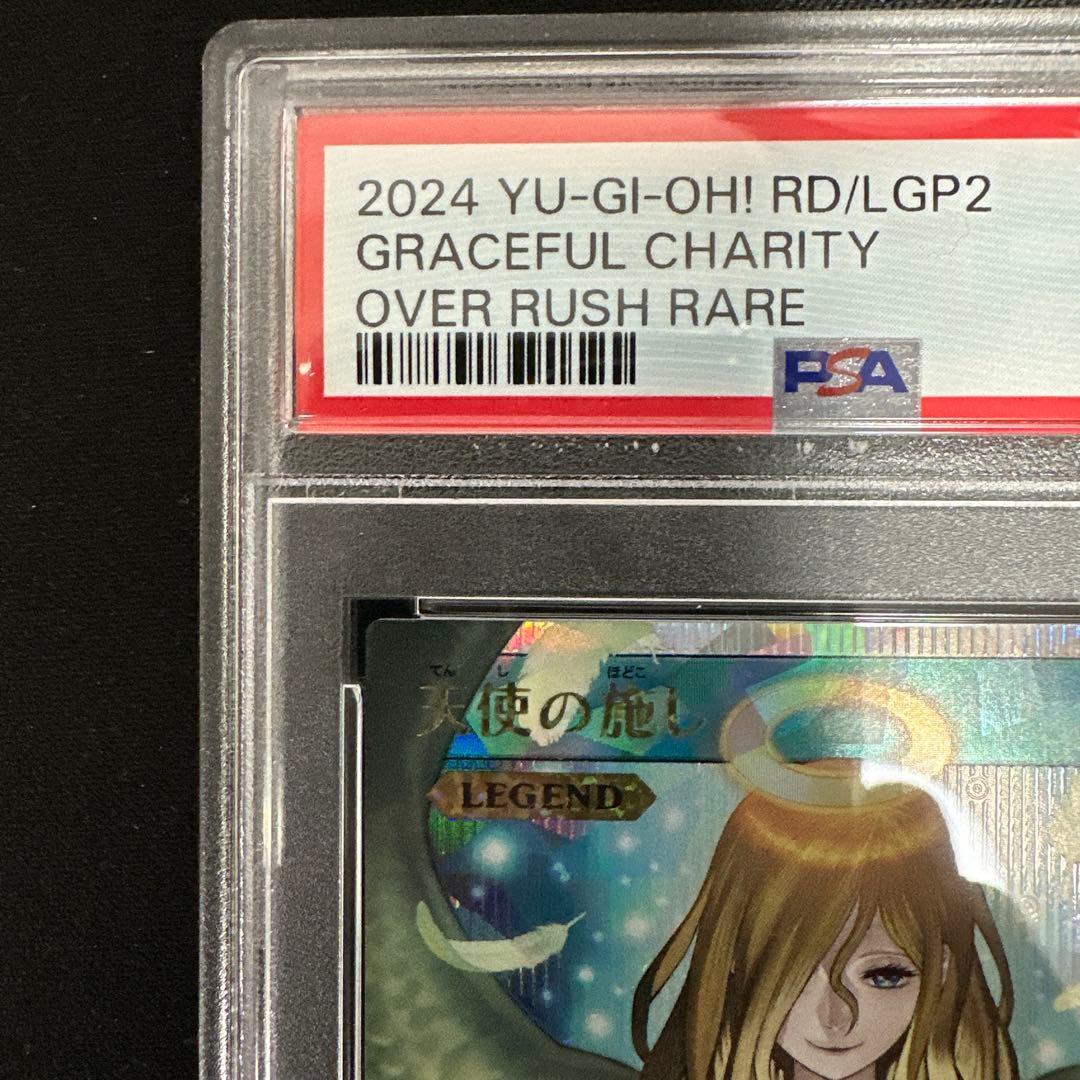 2024 YU-GI-OH! RD/LGP2
GRACEFUL CHARITY
OVER RUSH RARE
PSA
てん し ほどこ
天使の施し
LEGEND